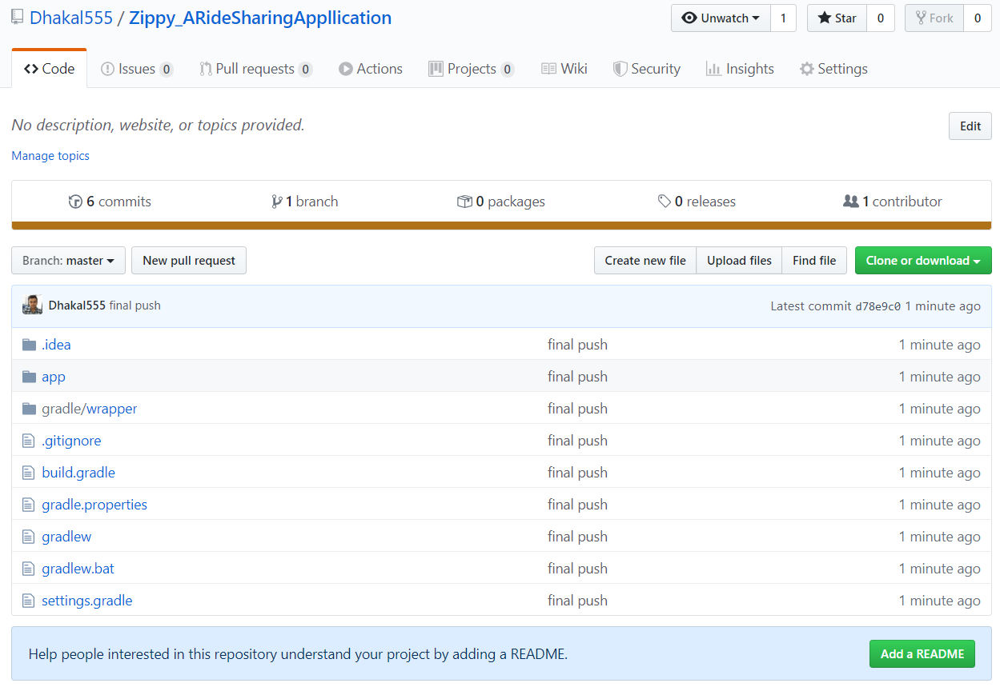 Dhakal555 / Zippy_ARideSharingAppllication Unwatch 1 Star 0 Fork 0
Code Issues 0 Pull requests 0 Actions Projects 0 Wiki Security Insights Settings
No description, website, or topics provided. Edit
Manage topics
6 commits 1 branch 0 packages 0 releases 1 contributor
Branch: master New pull request Create new file Upload files Find file Clone or download
Dhakal555 final push Latest commit d78e9c0 1 minute ago
.idea final push 1 minute ago
app final push 1 minute ago
gradle/wrapper final push 1 minute ago
.gitignore final push 1 minute ago
build.gradle final push 1 minute ago
gradle.properties final push 1 minute ago
gradlew final push 1 minute ago
gradlew.bat final push 1 minute ago
settings.gradle final push 1 minute ago
Help people interested in this repository understand your project by adding a README. Add a README